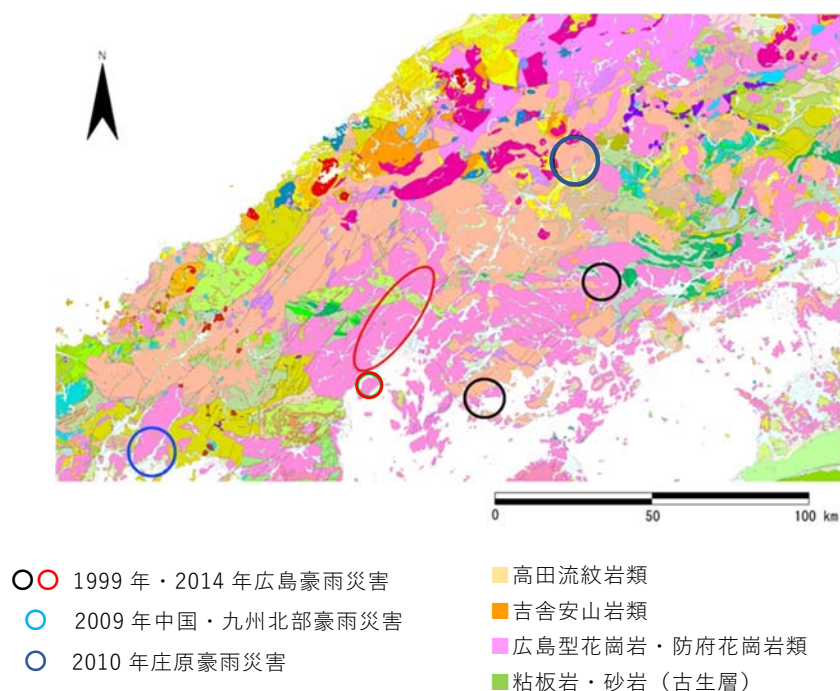 N
0 50 100 km
1999 年・2014 年広島豪雨災害
2009 年中国・九州北部豪雨災害
2010 年庄原豪雨災害
高田流紋岩類
吉舎安山岩類
広島型花崗岩・防府花崗岩類
粘板岩・砂岩（古生層）